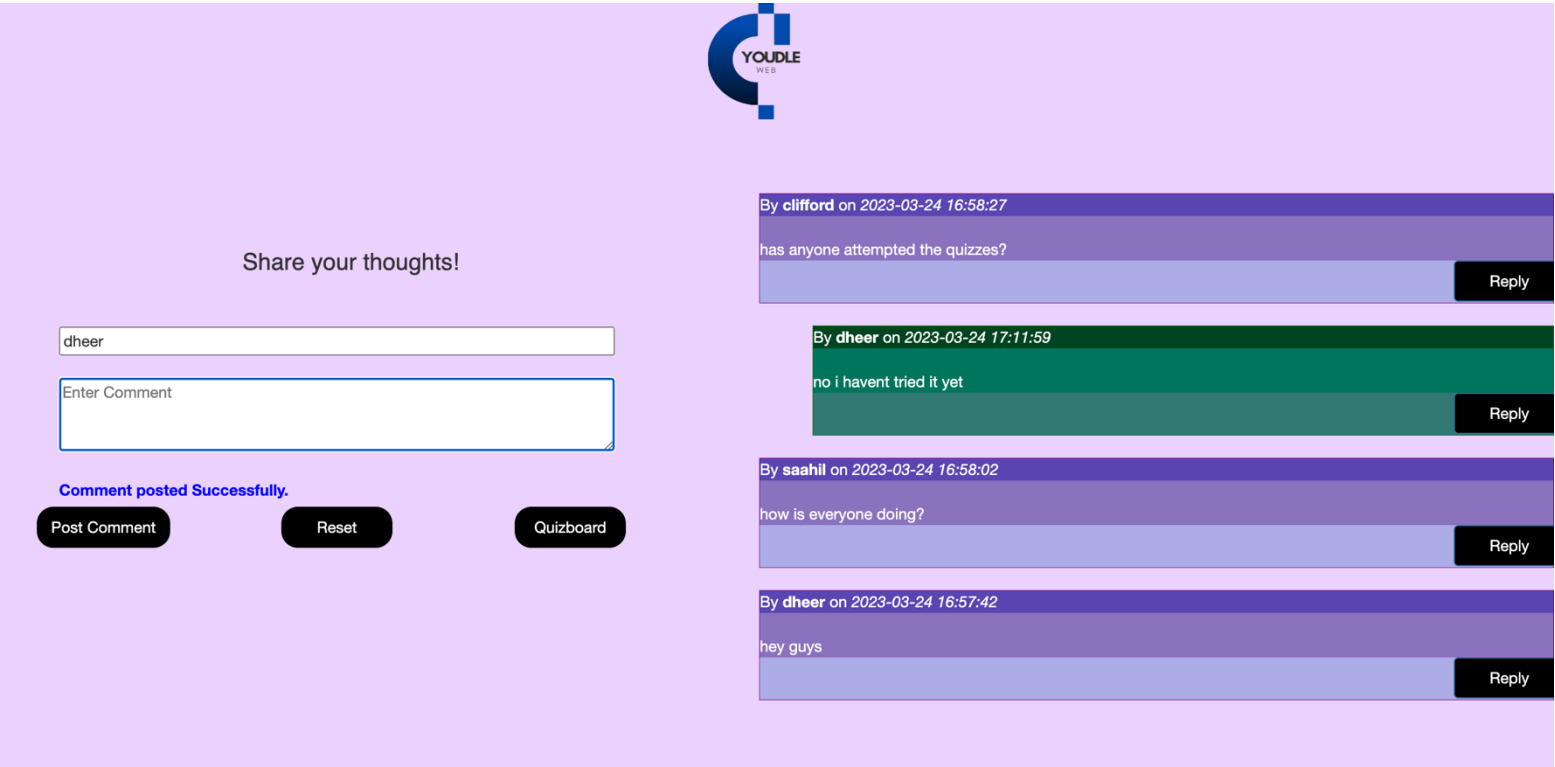 YOUDLE
WEB
Share your thoughts!
dheer
Enter Comment
Comment posted Successfully.
Post Comment
Reset
Quizboard
By clifford on 2023-03-24 16:58:27
has anyone attempted the quizzes?
Reply
By dheer on 2023-03-24 17:11:59
no i havent tried it yet
Reply
By saahil on 2023-03-24 16:58:02
how is everyone doing?
Reply
By dheer on 2023-03-24 16:57:42
hey guys
Reply